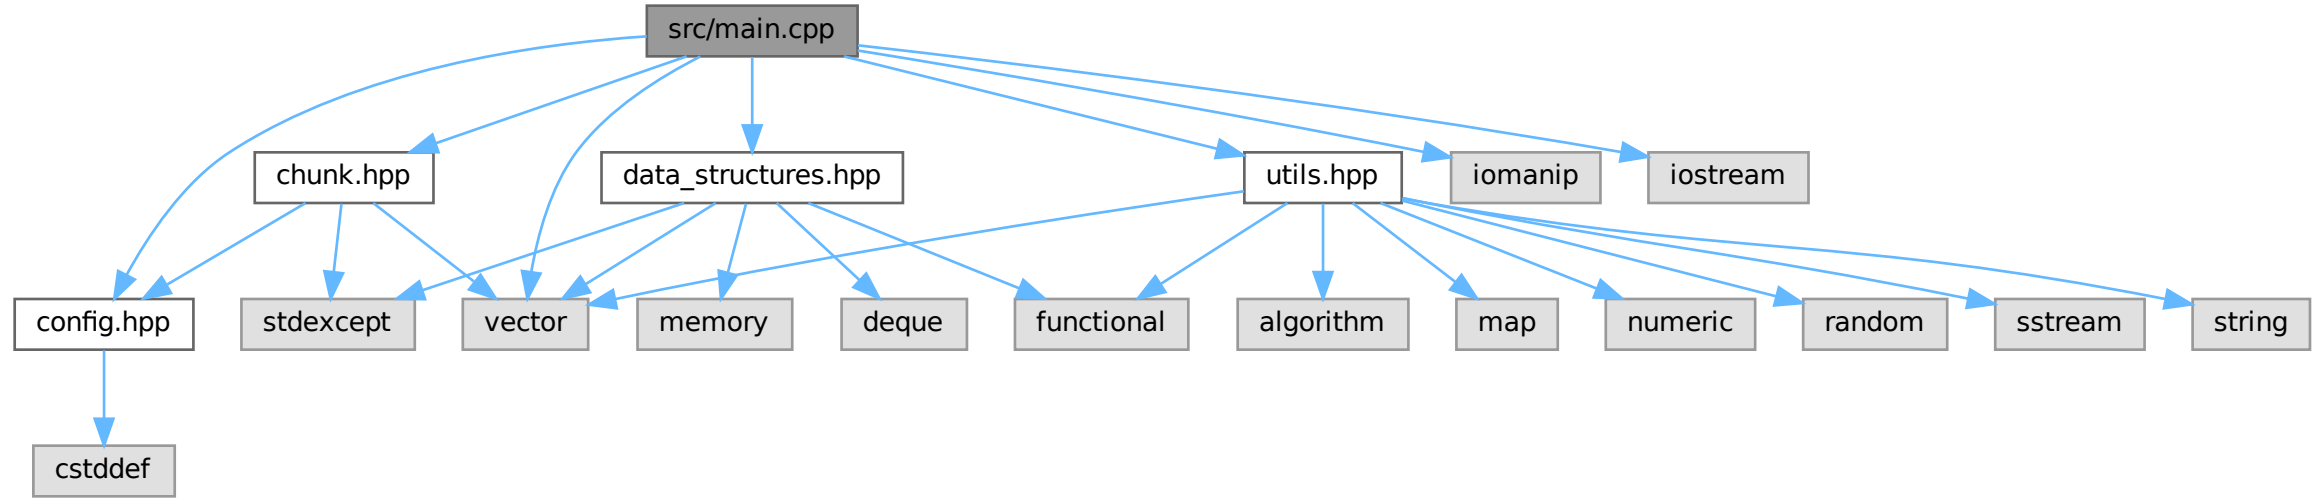 src/main.cpp
chunk.hpp
data_structures.hpp
utils.hpp
iomanip
iostream
config.hpp
stdexcept
vector
memory
deque
functional
algorithm
map
numeric
random
sstream
string
cstddef